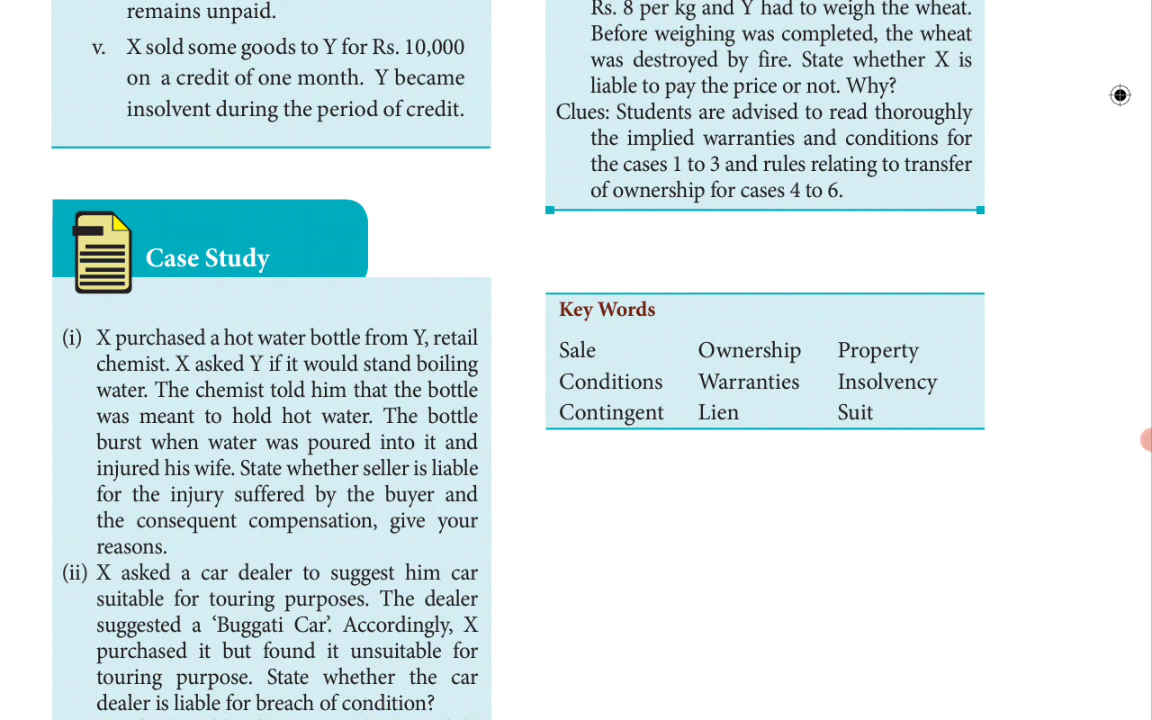 remains unpaid.
v. X sold some goods to Y for Rs. 10,000
on a credit of one month. Y became
insolvent during the period of credit.
Case Study
(i) X purchased a hot water bottle from Y, retail
chemist. X asked Y if it would stand boiling
water. The chemist told him that the bottle
was meant to hold hot water. The bottle
burst when water was poured into it and
injured his wife. State whether seller is liable
for the injury suffered by the buyer and
the consequent compensation, give your
reasons.
(ii) X asked a car dealer to suggest him car
suitable for touring purposes. The dealer
suggested a ‘Buggati Car’. Accordingly, X
purchased it but found it unsuitable for
touring purpose. State whether the car
dealer is liable for breach of condition?
Rs. 8 per kg and Y had to weigh the wheat.
Before weighing was completed, the wheat
was destroyed by fire. State whether X is
liable to pay the price or not. Why?
Clues: Students are advised to read thoroughly
the implied warranties and conditions for
the cases 1 to 3 and rules relating to transfer
of ownership for cases 4 to 6.
Key Words
Sale Ownership Property
Conditions Warranties Insolvency
Contingent Lien Suit